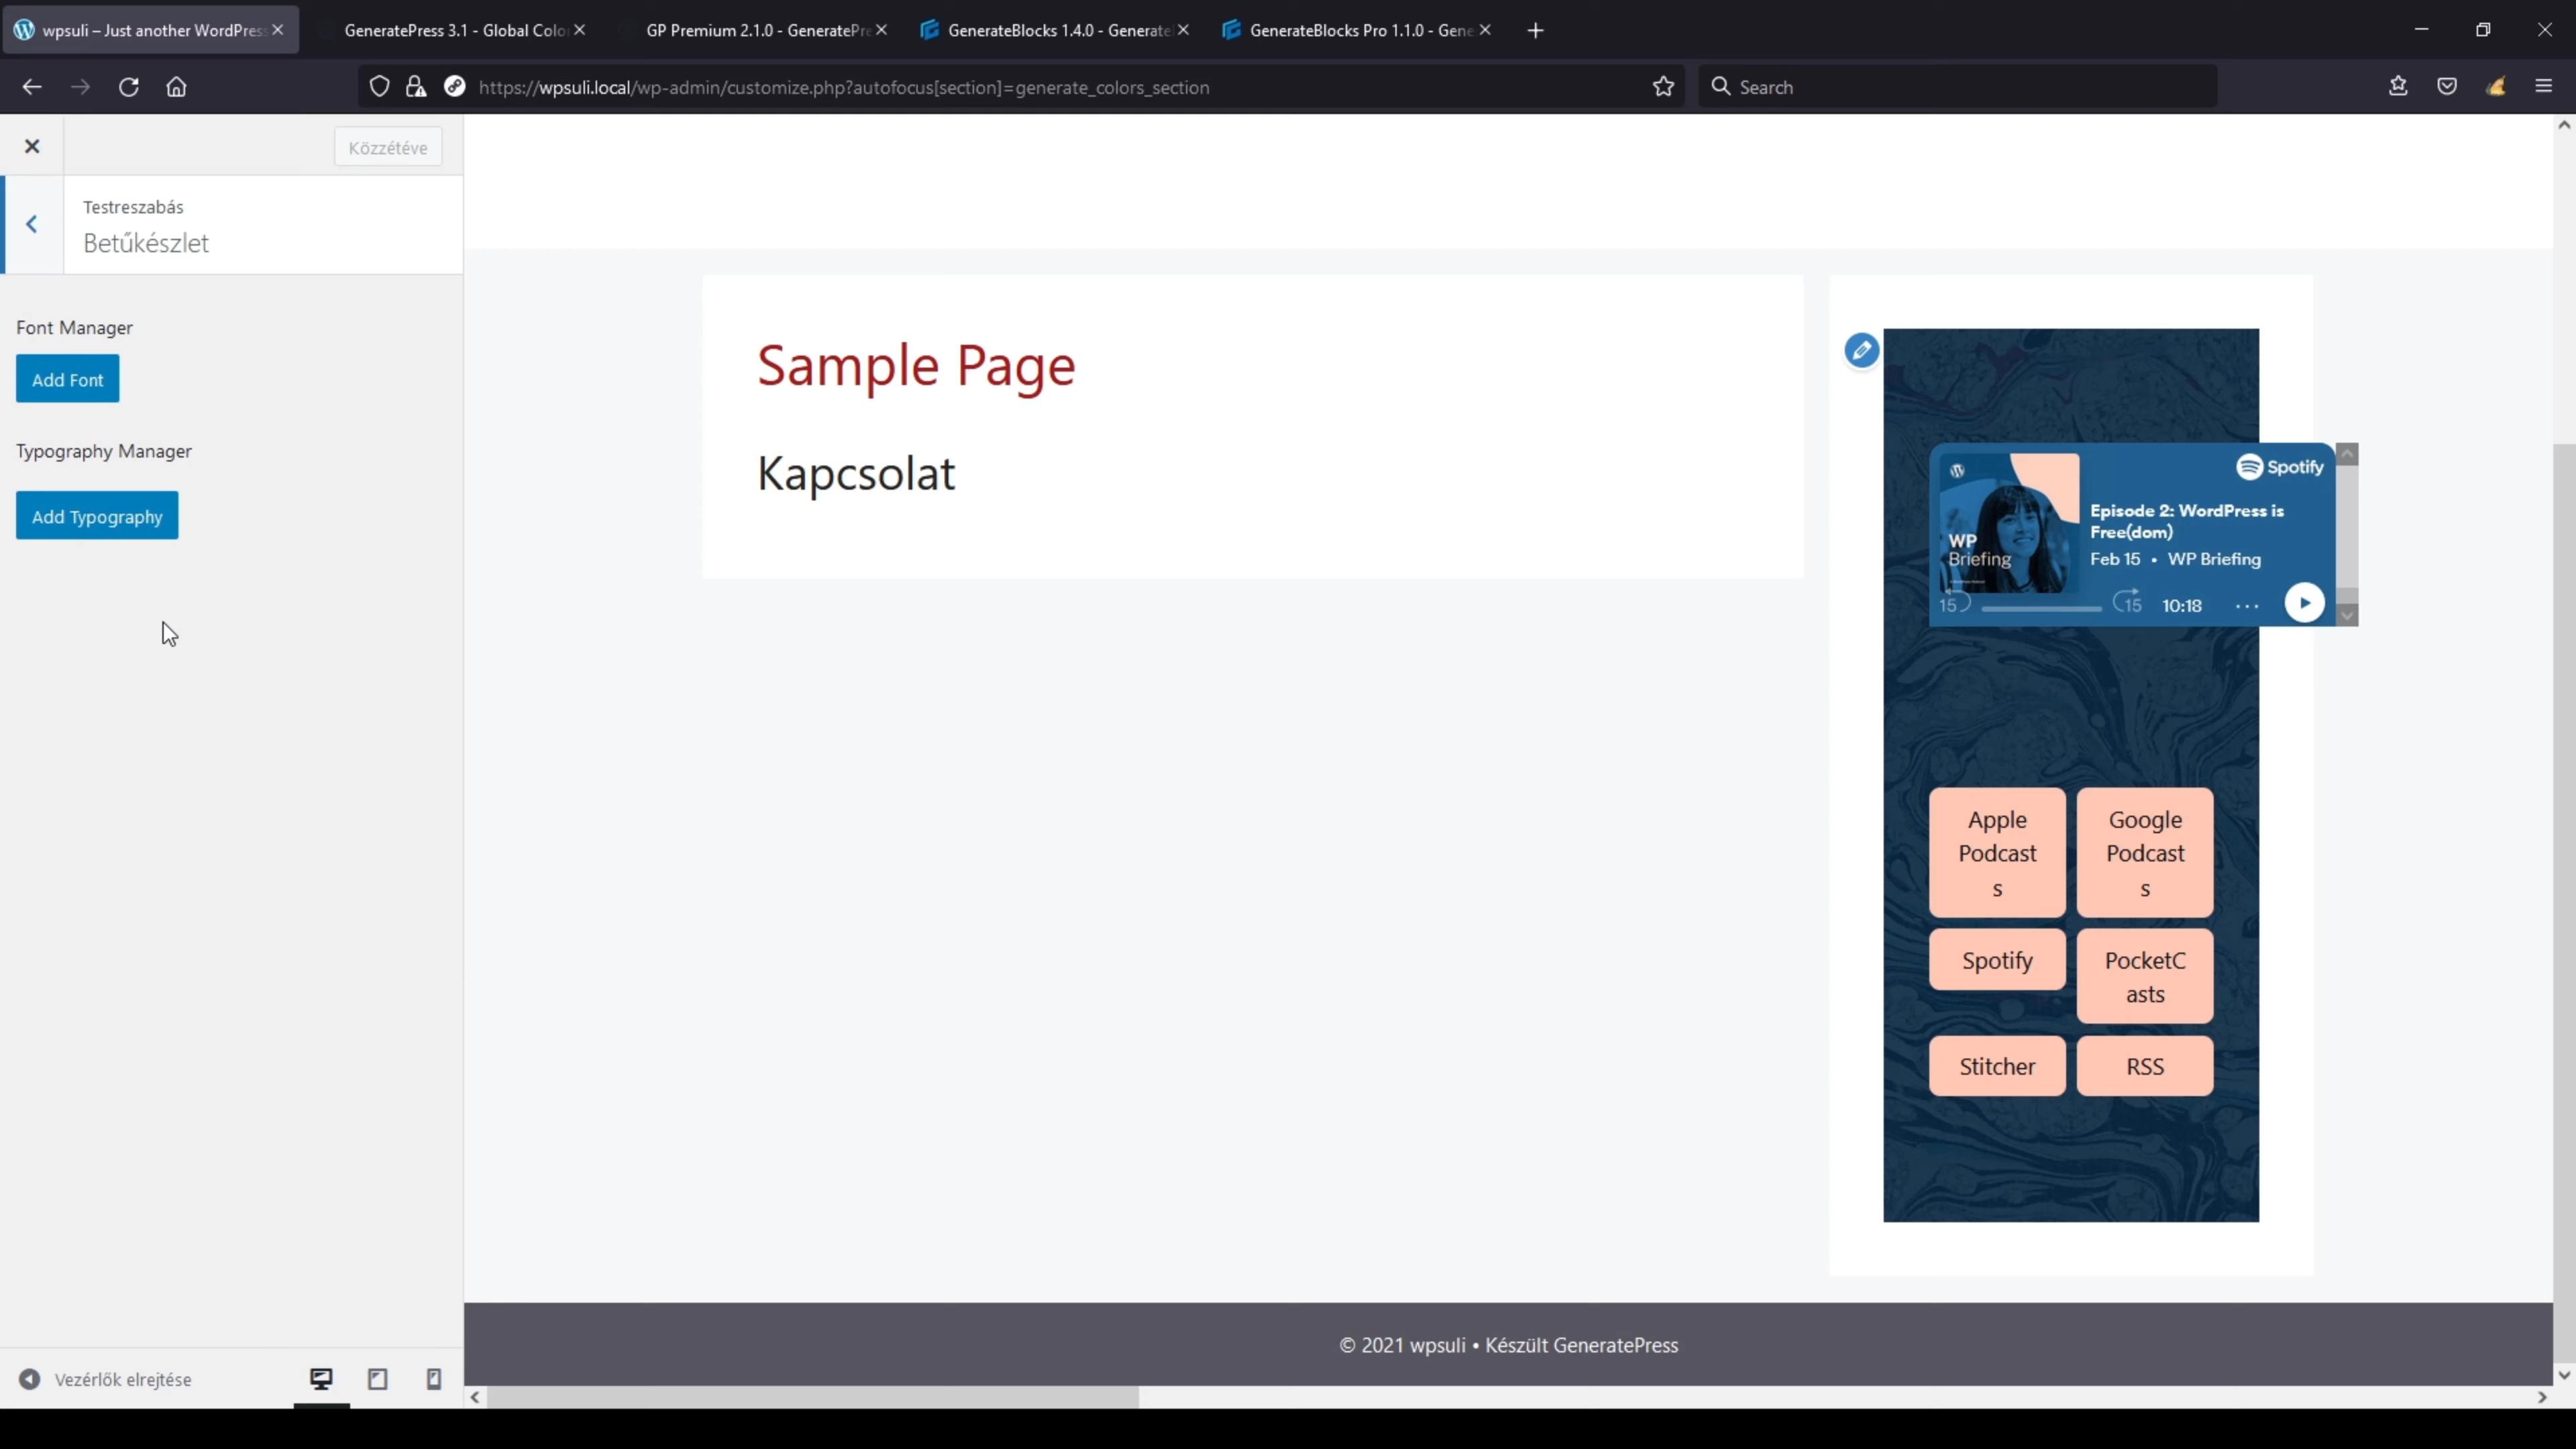 wpsuli – Just another WordPress
GeneratePress 3.1 - Global Colo
GP Premium 2.1.0 - GeneratePre
GenerateBlocks 1.4.0 - Generate
GenerateBlocks Pro 1.1.0 - Gene
https://wpsuli.local/wp-admin/customize.php?autofocus[section]=generate_colors_section
Search
Közzétéve
Testreszabás
Betűkészlet
Font Manager
Add Font
Typography Manager
Add Typography
Vezérlők elrejtése
Sample Page
Kapcsolat
Spotify
WP
Briefing
Episode 2: WordPress is
Free(dom)
Feb 15 • WP Briefing
15
15
10:18
Apple
Podcast
s
Google
Podcast
s
Spotify
PocketC
asts
Stitcher
RSS
© 2021 wpsuli • Készült GeneratePress